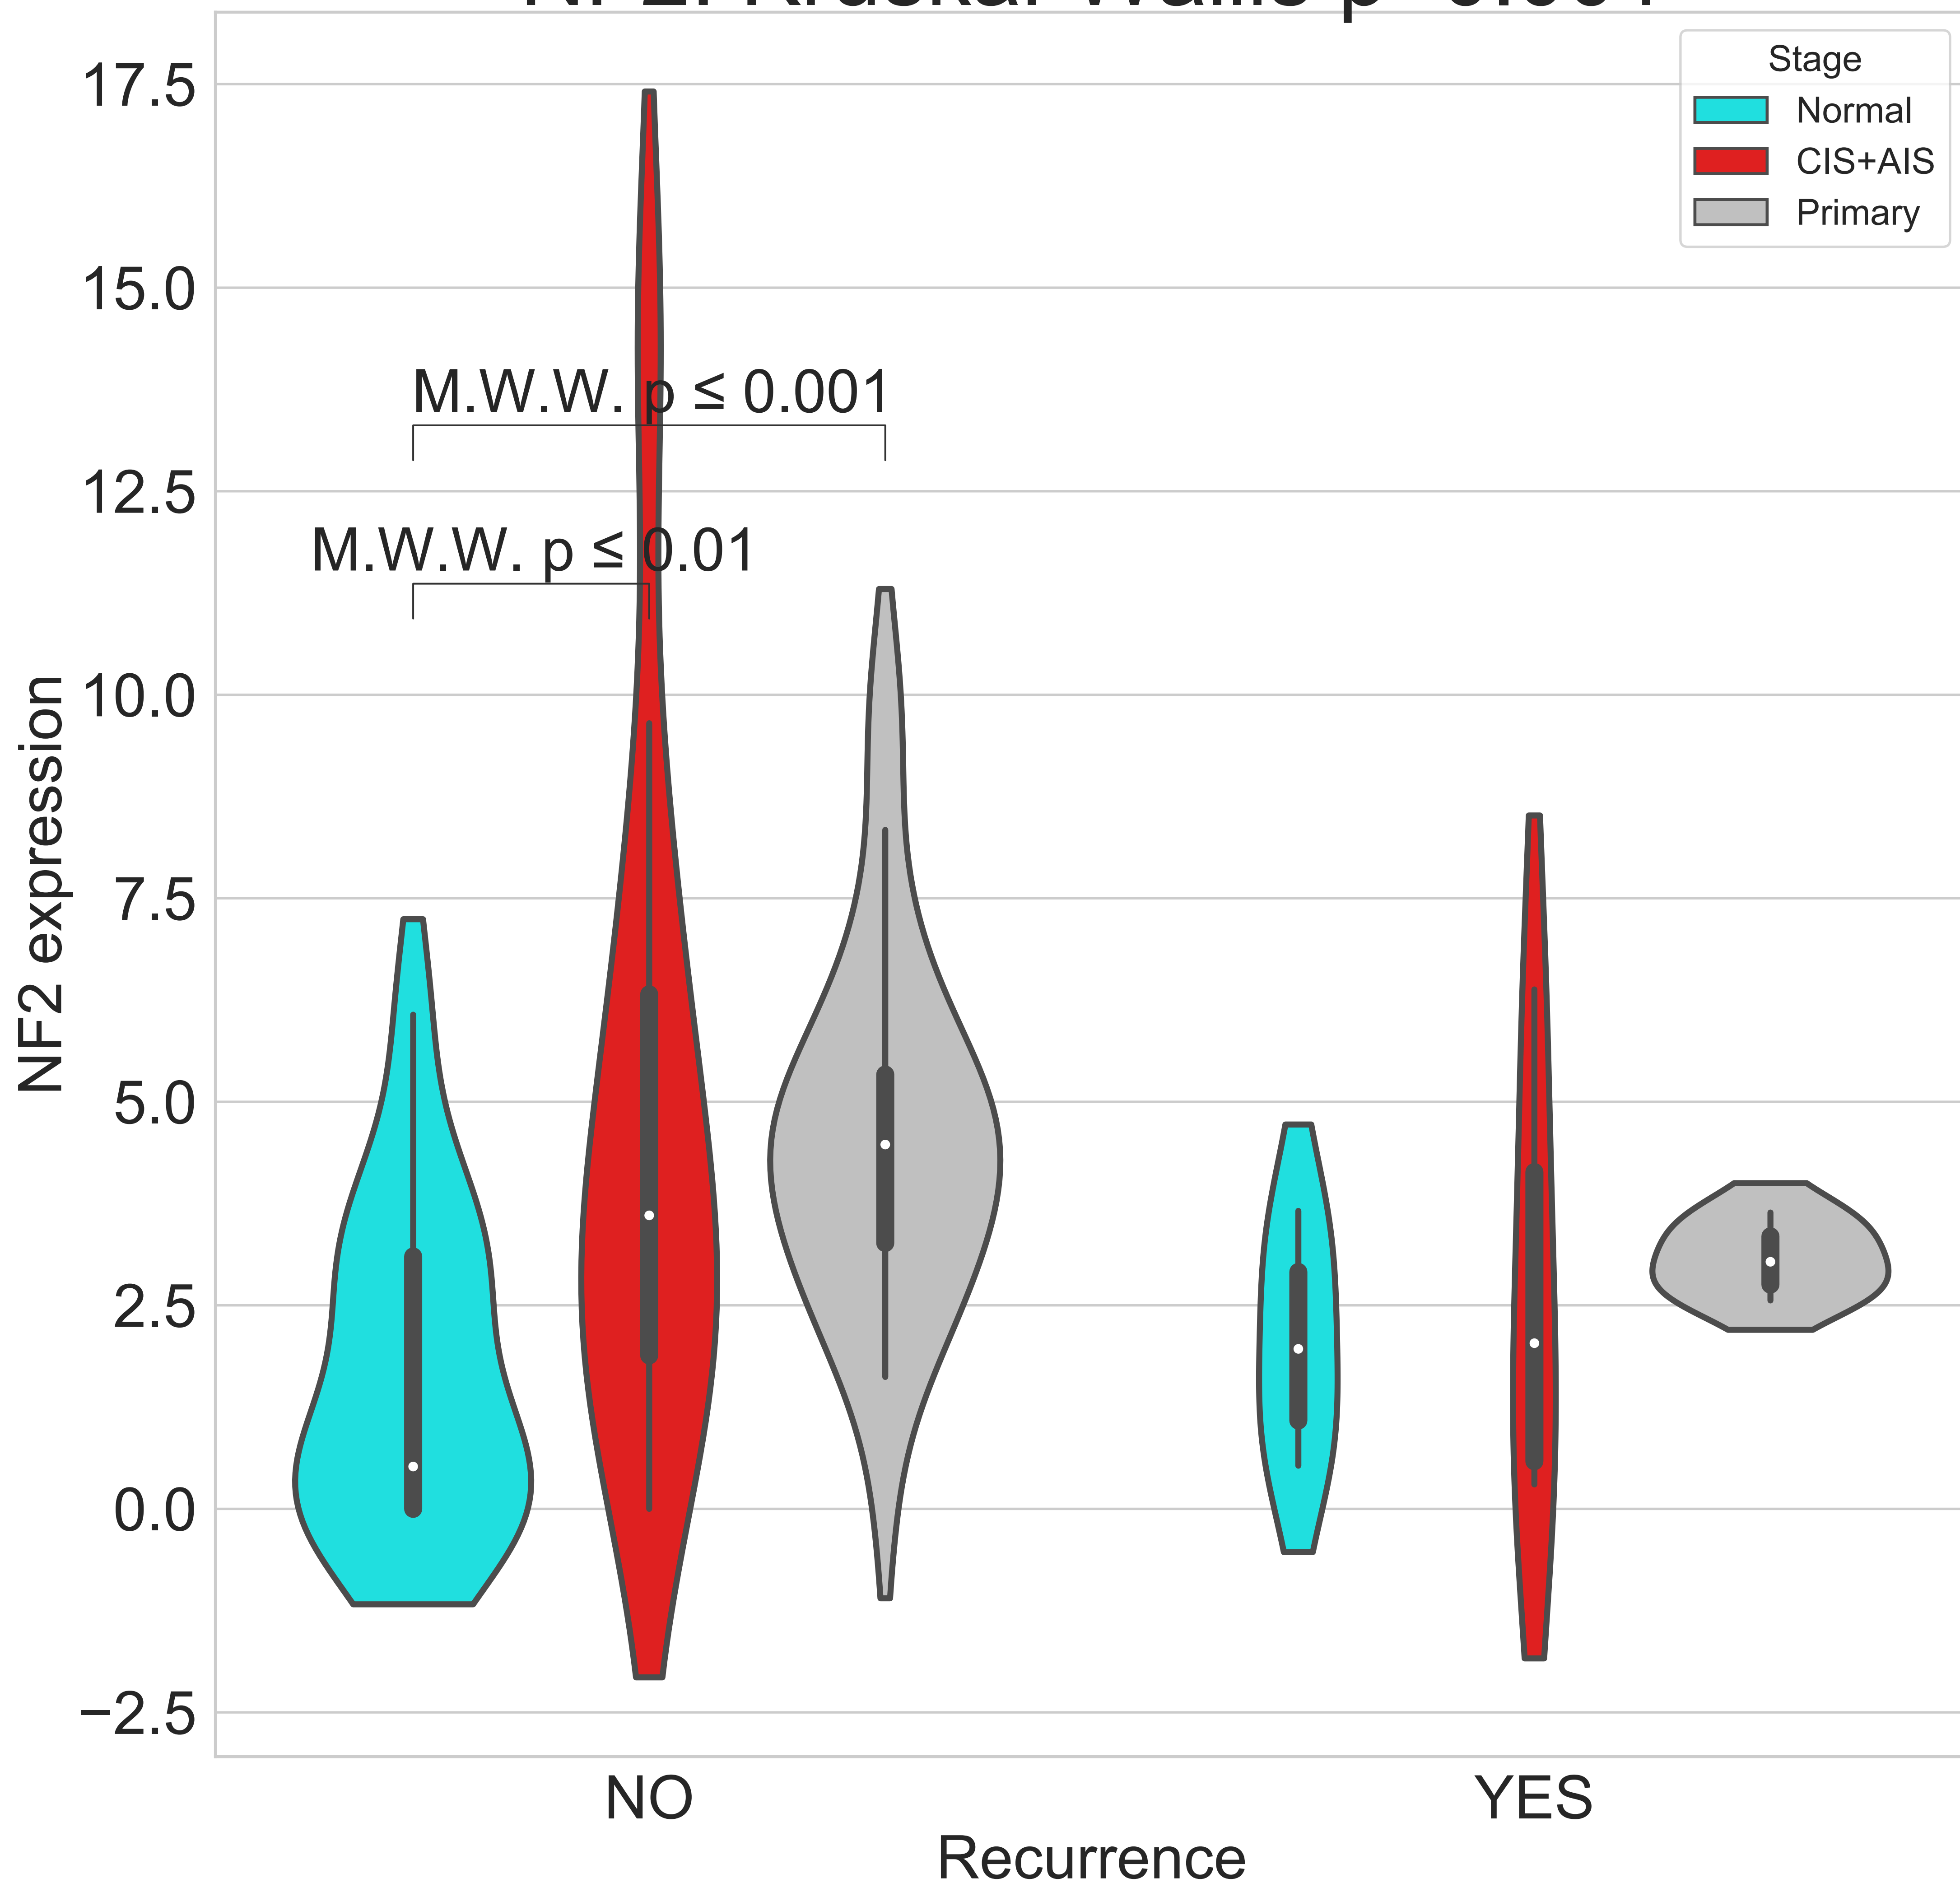 17.5
15.0
12.5
10.0
7.5
5.0
2.5
0.0
−2.5
NF2 expression
Stage
Normal
CIS+AIS
Primary
M.W.W. p ≤ 0.001
M.W.W. p ≤ 0.01
NO
YES
Recurrence